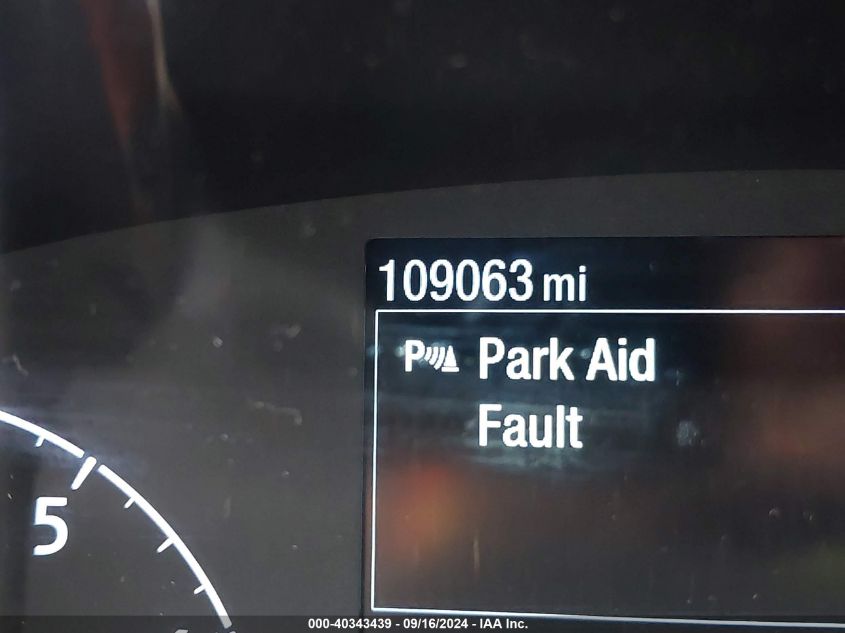 109063 mi
P Park Aid
Fault
5
000-40343439 - 09/16/2024 - IAA Inc.